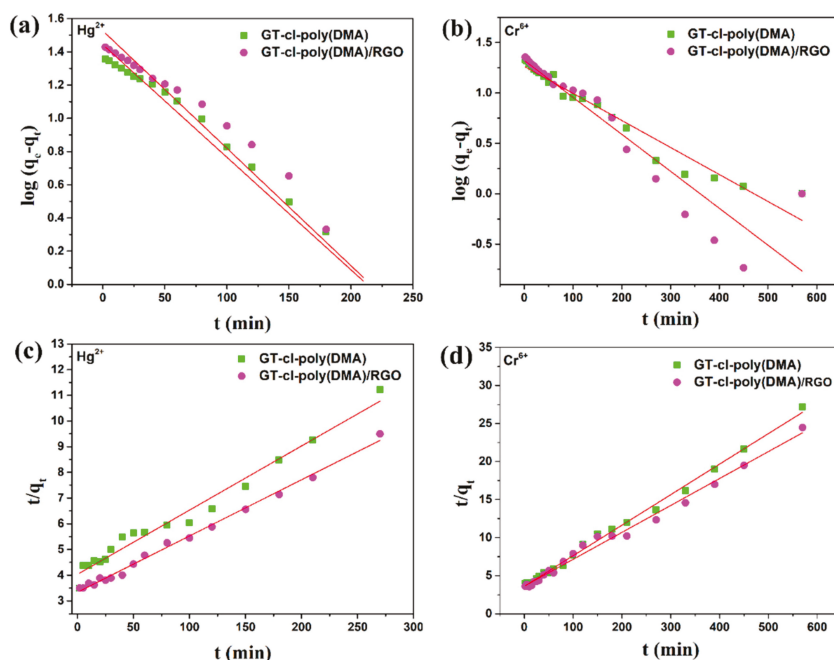 (a)
Hg2+
GT-cl-poly(DMA)
GT-cl-poly(DMA)/RGO
log (qe-qt)
1.6
1.4
1.2
1.0
0.8
0.6
0.4
0.2
0.0
0 50 100 150 200 250
t (min)
(b)
Cr6+
GT-cl-poly(DMA)
GT-cl-poly(DMA)/RGO
log (qe-qt)
1.5
1.0
0.5
0.0
-0.5
0 100 200 300 400 500 600
t (min)
(c)
Hg2+
GT-cl-poly(DMA)
GT-cl-poly(DMA)/RGO
t/qt
13
12
11
10
9
8
7
6
5
4
3
2
0 50 100 150 200 250 300
t (min)
(d)
Cr6+
GT-cl-poly(DMA)
GT-cl-poly(DMA)/RGO
t/qt
35
30
25
20
15
10
5
0
0 100 200 300 400 500 600
t (min)